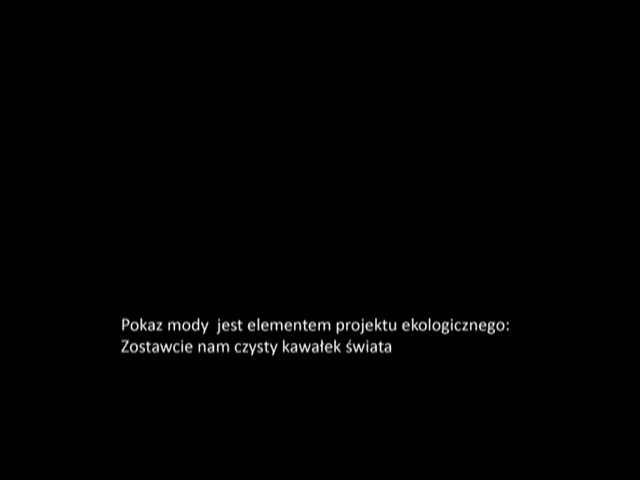 Pokaz mody  jest elementem projektu ekologicznego:
Zostawcie nam czysty kawałek świata